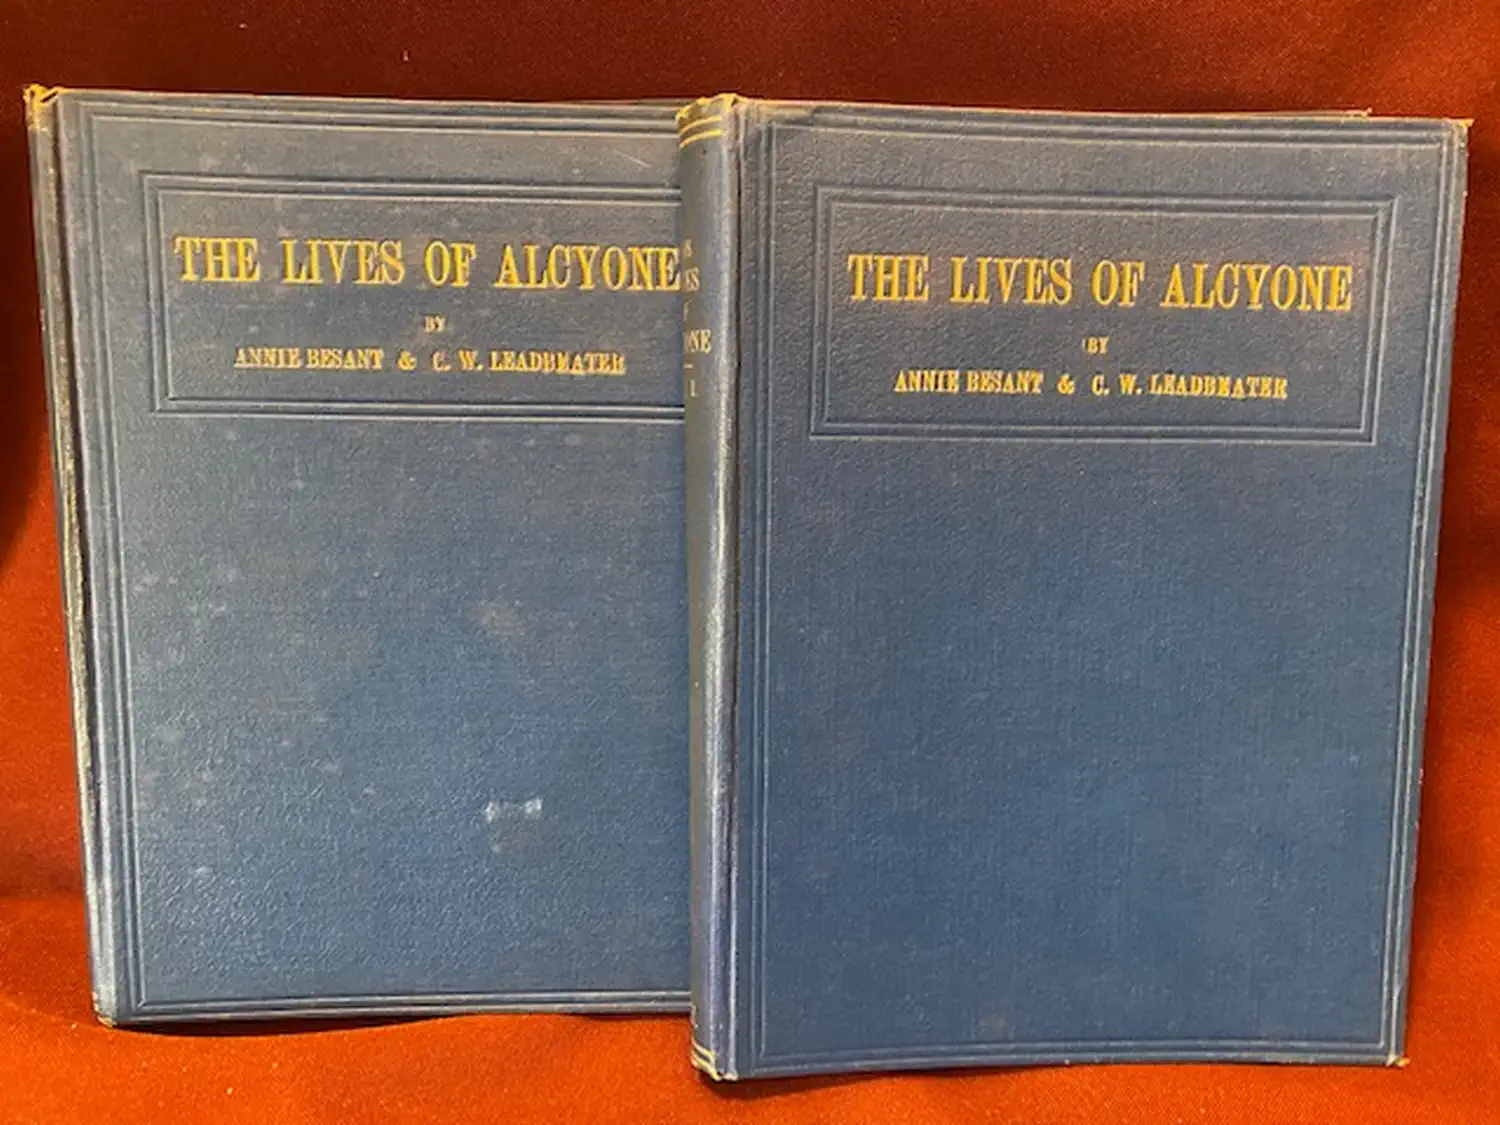 THE LIVES OF ALCYONE
BY
ANNIE BESANT & C. W. LEADBEATER
THE LIVES OF ALCYONE
BY
ANNIE BESANT & C. W. LEADBEATER